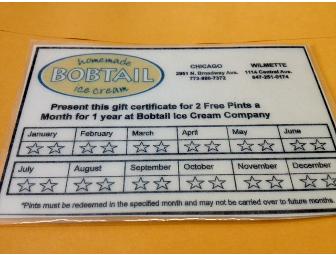 homemade
BOBTAIL
ice cream
CHICAGO
2951 N. Broadway Ave.
773-880-7372
WILMETTE
1114 Central Ave.
847-251-0174
Present this gift certificate for 2 Free Pints a
Month for 1 year at Bobtail Ice Cream Company
January February March April May June
July August September October November December
*Pints must be redeemed in the specified month and may not be carried over to future months.